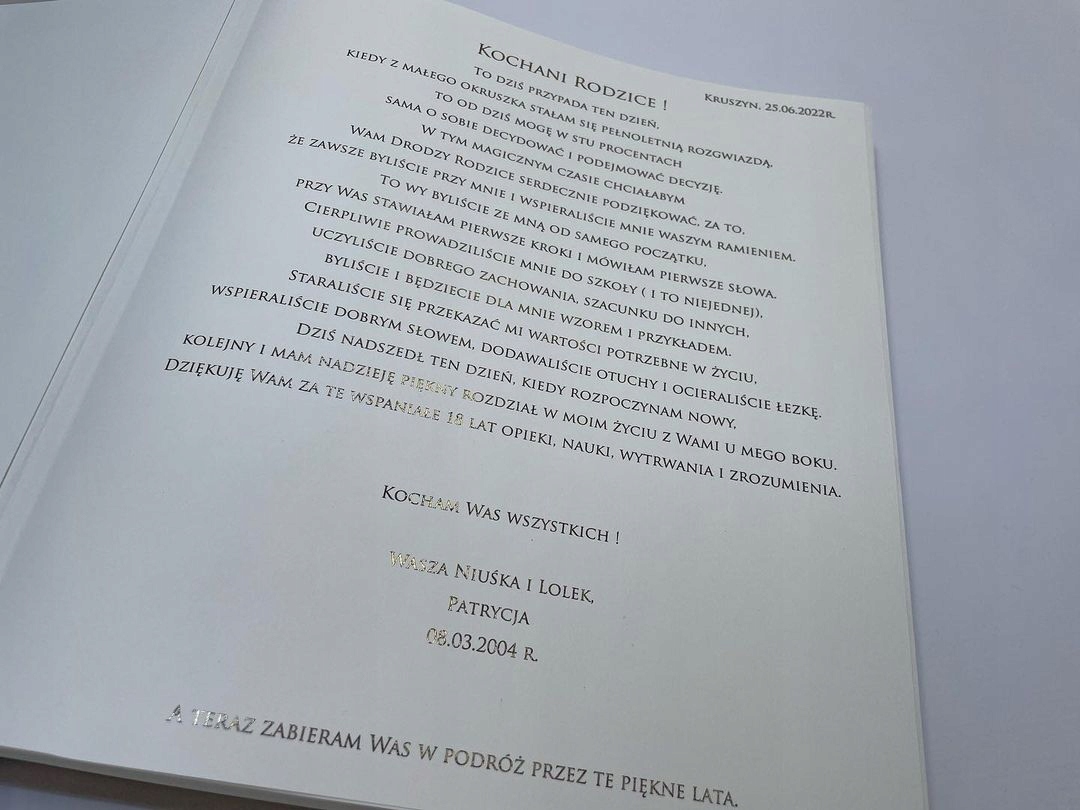 Kochani Rodzice !
Kruszyn, 25.06.2022r.
To dziś przypada ten dzień,
kiedy z małego okruszka stałam się pełnoletnią rozgwiazdą,
to od dziś mogę w stu procentach
sama o sobie decydować i podejmować decyzję.
W tym magicznym czasie chciałabym
Wam Drodzy Rodzice serdecznie podziękować, za to,
że zawsze byliście przy mnie i wspieraliście mnie waszym ramieniem.
To wy byliście ze mną od samego początku,
przy Was stawiałam pierwsze kroki i mówiłam pierwsze słowa.
Cierpliwie prowadziliście mnie do szkoły ( i to niejednej),
uczyliście dobrego zachowania, szacunku do innych,
byliście i będziecie dla mnie wzorem i przykładem.
Staraliście się przekazać mi wartości potrzebne w życiu,
wspieraliście dobrym słowem, dodawaliście otuchy i ocieraliście łezkę.
Dziś nadszedł ten dzień, kiedy rozpoczynam nowy,
kolejny i mam nadzieję piękny rozdział w moim życiu z Wami u mego boku.
Dziękuję Wam za te wspaniałe 18 lat opieki, nauki, wytrwania i zrozumienia.
Kocham Was wszystkich !
Wasza Niuśka i Lolek,
Patrycja
08.03.2004 r.
A teraz zabieram Was w podróż przez te piękne lata.